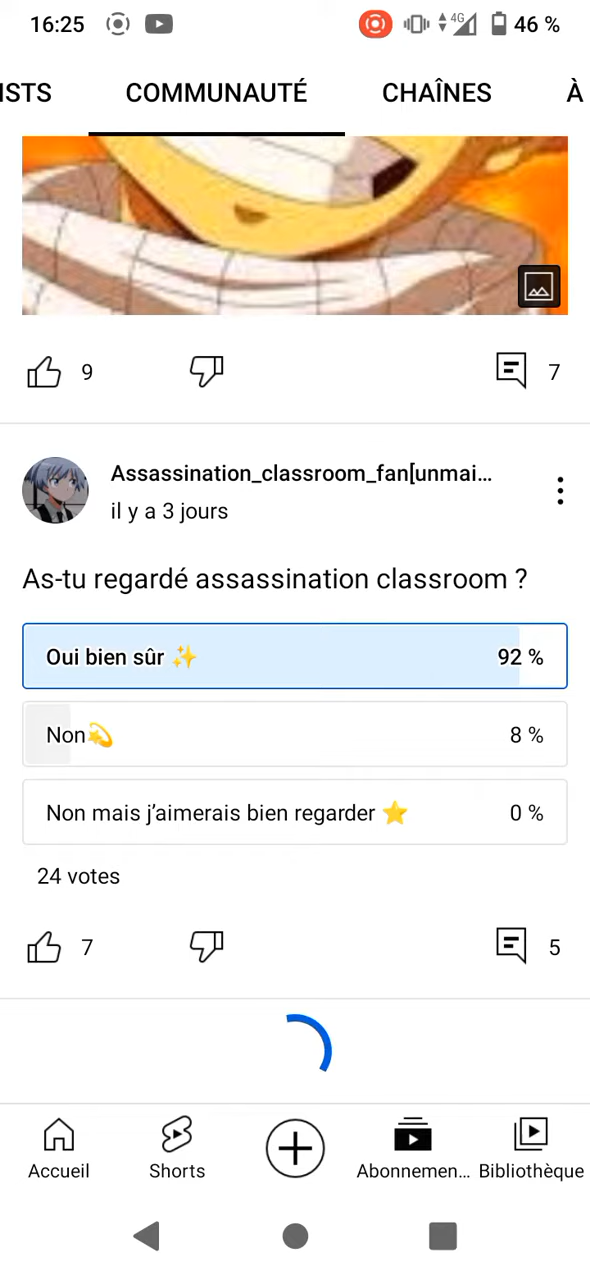 16:25 4G 46 %
ISTS COMMUNAUTÉ CHAÎNES À
9 7
Assassination_classroom_fan[unmai...
il y a 3 jours
As-tu regardé assassination classroom ?
Oui bien sûr ✨ 92 %
Non💫 8 %
Non mais j’aimerais bien regarder ⭐ 0 %
24 votes
7 5
Accueil Shorts Abonnemen... Bibliothèque